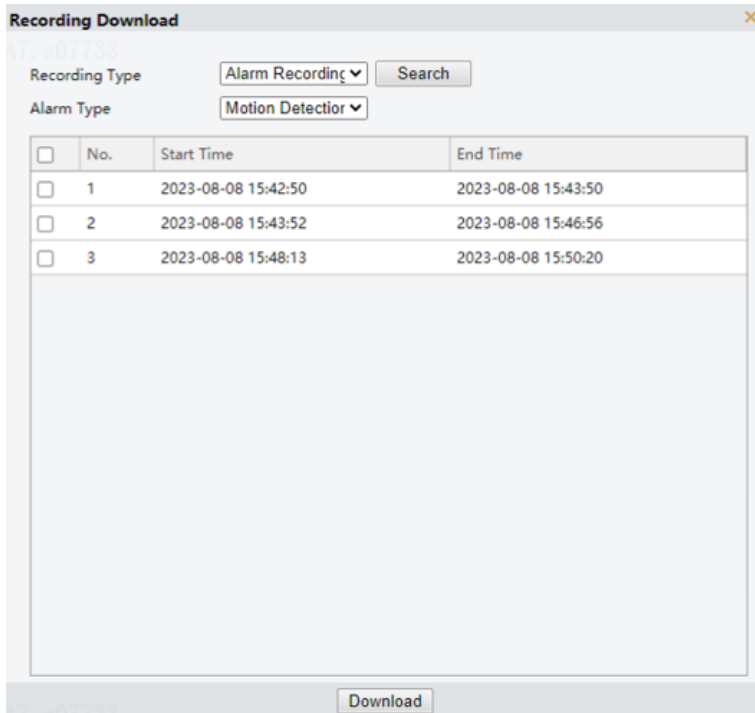 Recording Download
A7, s07733
Recording Type Alarm Recording Search
Alarm Type Motion Detection
No. Start Time End Time
1 2023-08-08 15:42:50 2023-08-08 15:43:50
2 2023-08-08 15:43:52 2023-08-08 15:46:56
3 2023-08-08 15:48:13 2023-08-08 15:50:20
Download